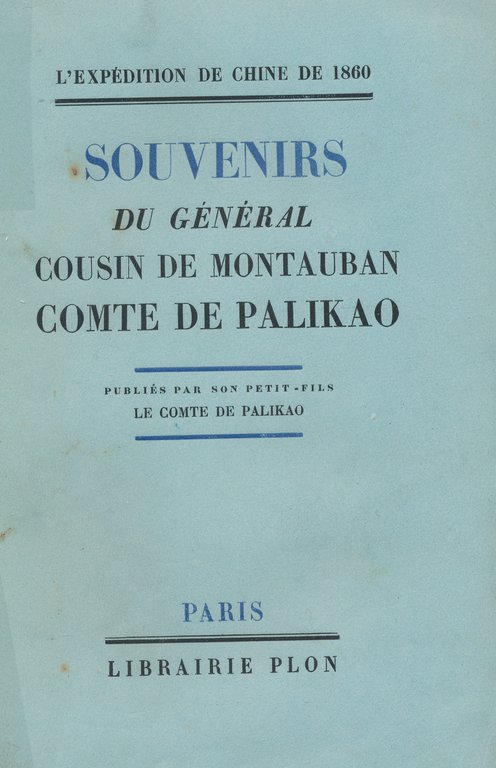 L'EXPÉDITION DE CHINE DE 1860
SOUVENIRS
DU GÉNÉRAL
COUSIN DE MONTAUBAN
COMTE DE PALIKAO
PUBLIÉS PAR SON PETIT-FILS
LE COMTE DE PALIKAO
PARIS
LIBRAIRIE PLON